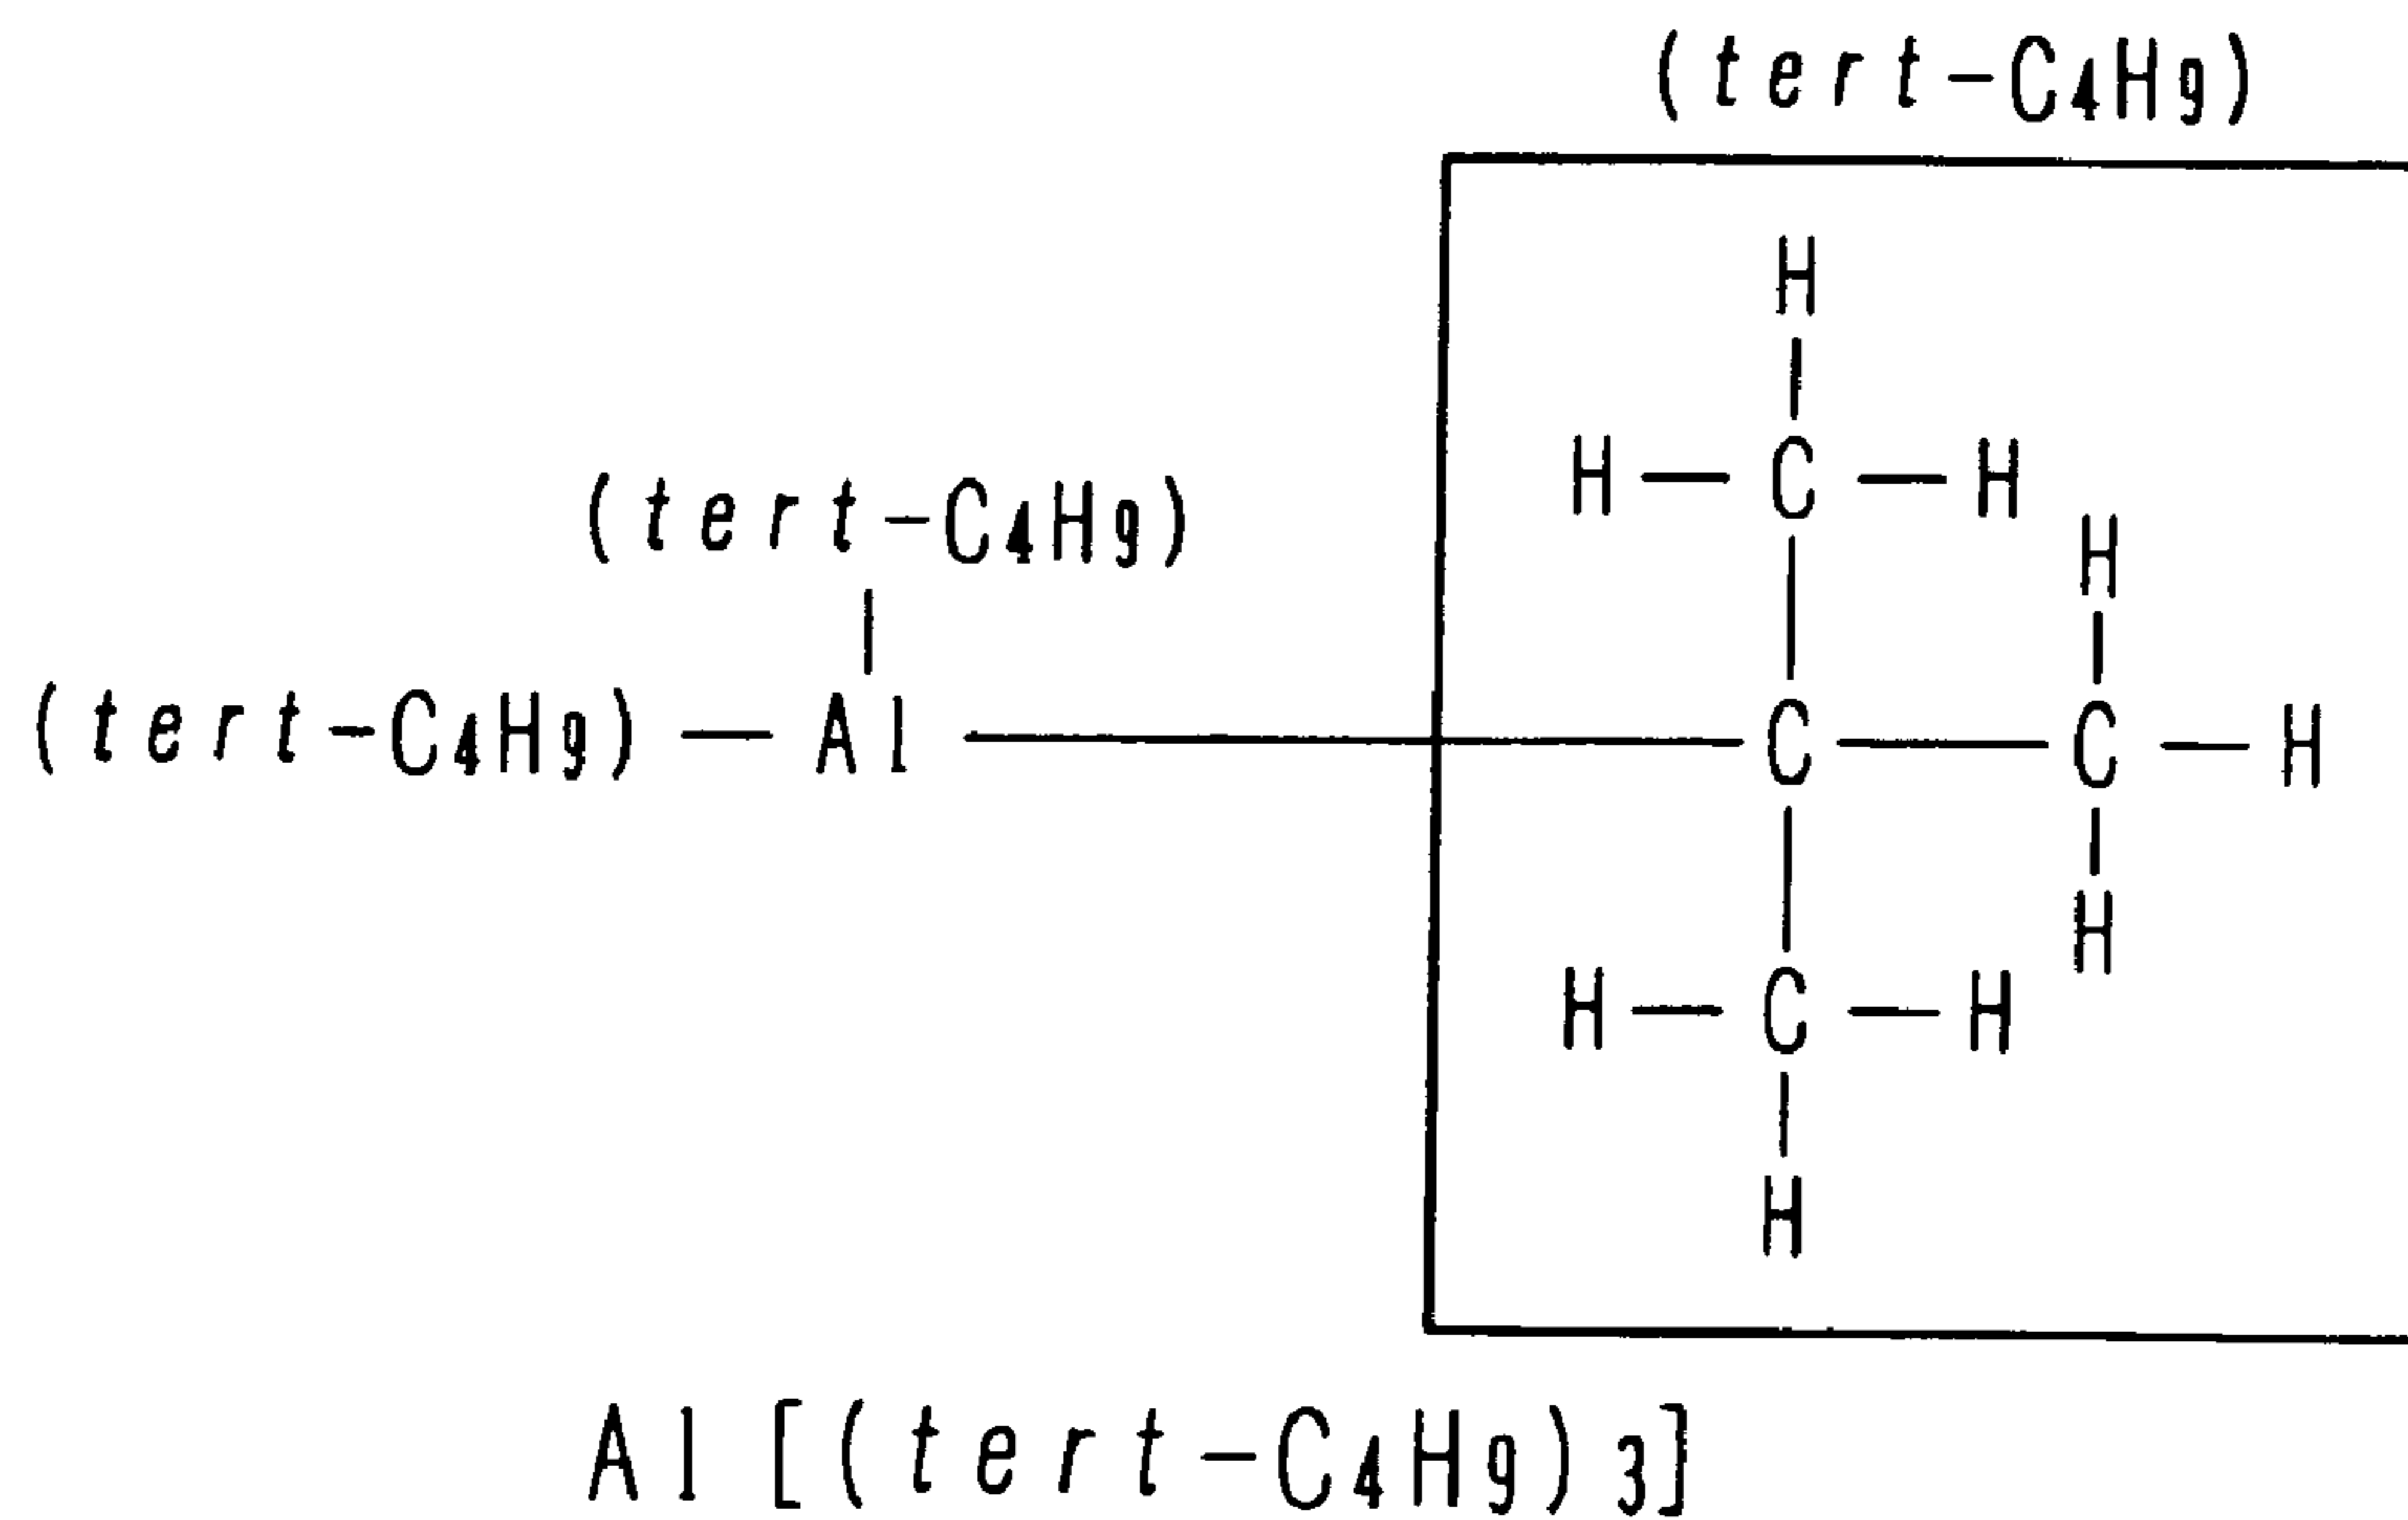 (tert-C4H9)
H
H—C—H
(tert-C4H9)
H
(tert-C4H9)—Al—C—C—H
H
H—C—H
H
Al[(tert-C4H9)3]